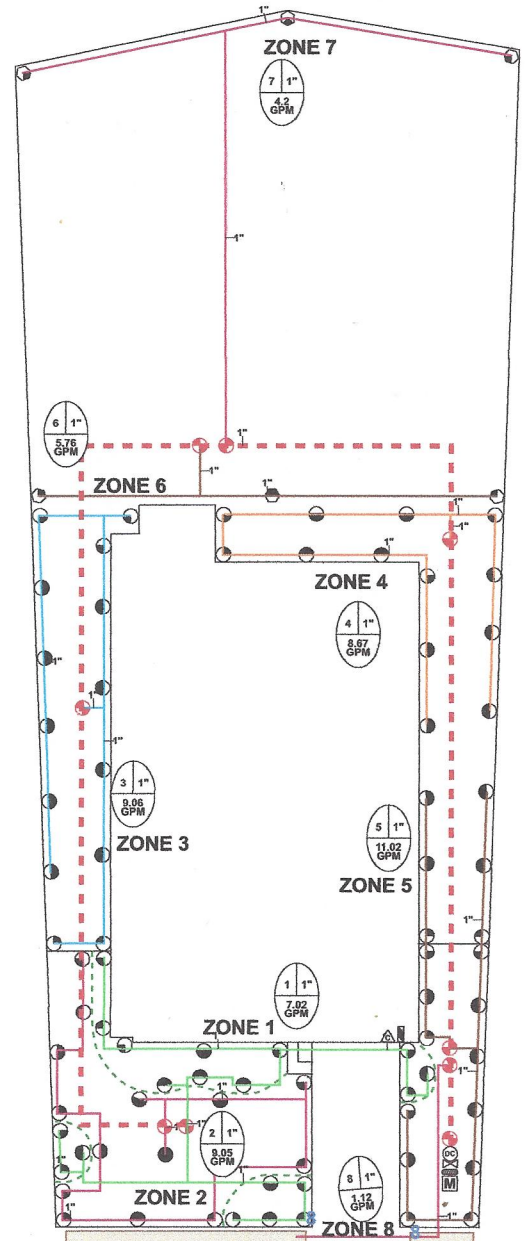 1"
ZONE 7
7 1"
4.2
GPM
1"
6 1"
5.76
GPM
1"
1"
ZONE 6
1"
1"
1"
1"
ZONE 4
4 1"
8.67
GPM
1"
1"
1"
3 1"
9.06
GPM
ZONE 3
5 1"
11.02
GPM
ZONE 5
1"
1 1"
7.02
GPM
ZONE 1
C
1"
1"
1"
2 1"
9.05
GPM
DC
M
1"
1"
8 1"
1.12
GPM
ZONE 2
8
8
1"
ZONE 8